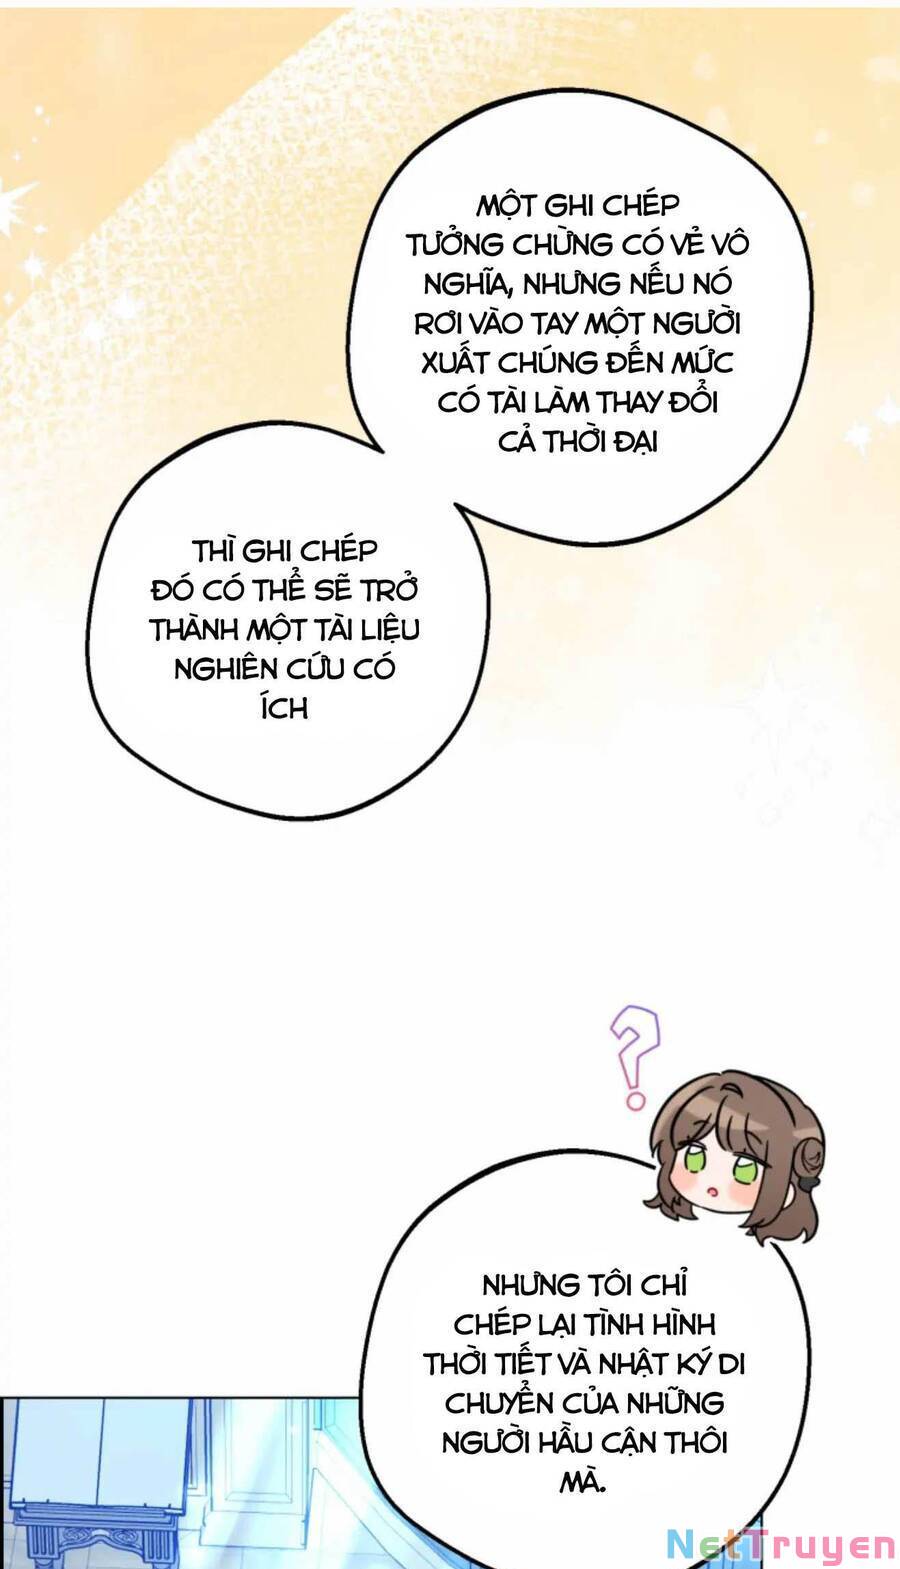 MỘT GHI CHÉP
TƯỞNG CHỪNG CÓ VẺ VÔ
NGHĨA, NHƯNG NẾU NÓ
RƠI VÀO TAY MỘT NGƯỜI
XUẤT CHÚNG ĐẾN MỨC
CÓ TÀI LÀM THAY ĐỔI
CẢ THỜI ĐẠI
THÌ GHI CHÉP
ĐÓ CÓ THỂ SẼ TRỞ
THÀNH MỘT TÀI LIỆU
NGHIÊN CỨU CÓ
ÍCH
?
NHƯNG TÔI CHỈ
CHÉP LẠI TÌNH HÌNH
THỜI TIẾT VÀ NHẬT KÝ DI
CHUYỂN CỦA NHỮNG
NGƯỜI HẦU CẬN THÔI
MÀ.
NETTRUYEN